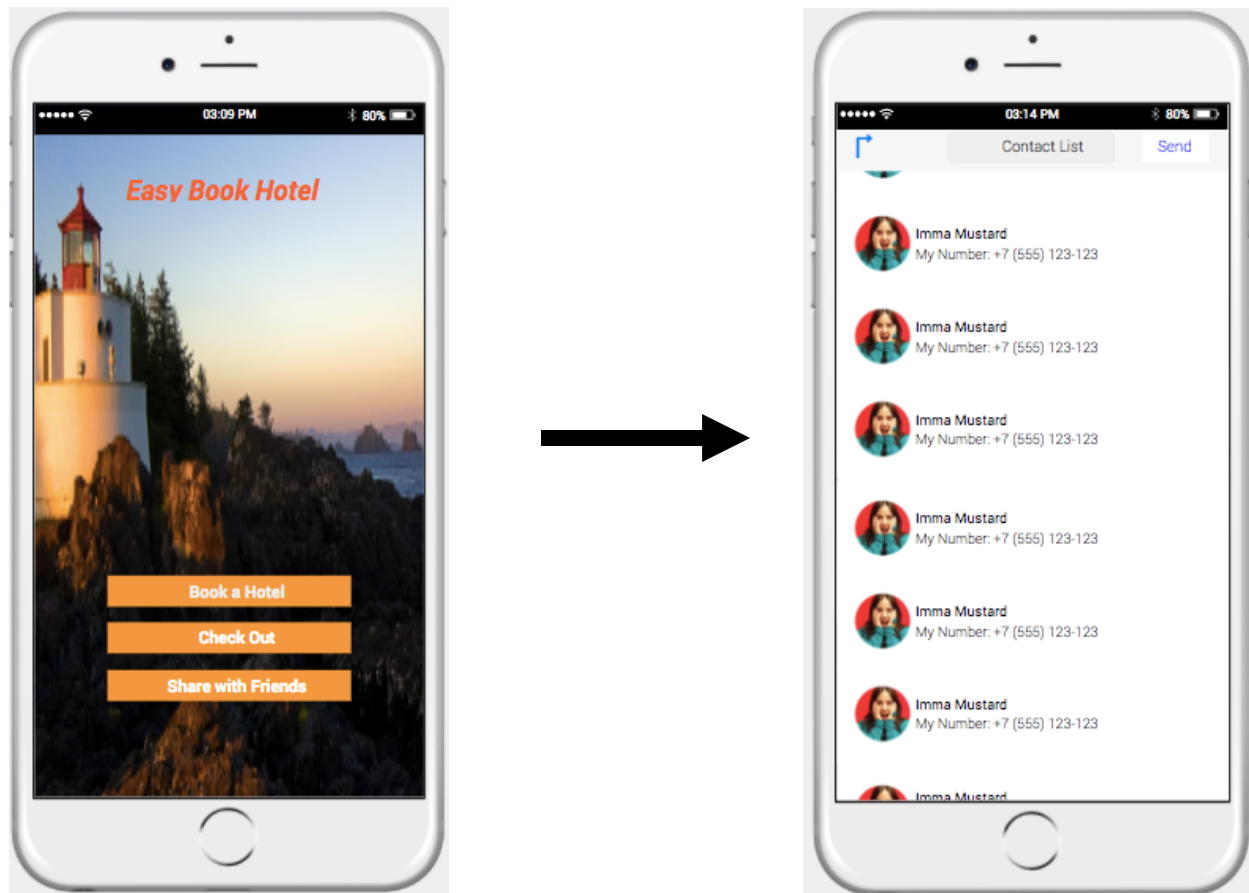 03:09 PM
80%
Easy Book Hotel
Book a Hotel
Check Out
Share with Friends
03:14 PM
80%
Contact List
Send
Imma Mustard
My Number: +7 (555) 123-123
Imma Mustard
My Number: +7 (555) 123-123
Imma Mustard
My Number: +7 (555) 123-123
Imma Mustard
My Number: +7 (555) 123-123
Imma Mustard
My Number: +7 (555) 123-123
Imma Mustard
My Number: +7 (555) 123-123
Imma Mustard